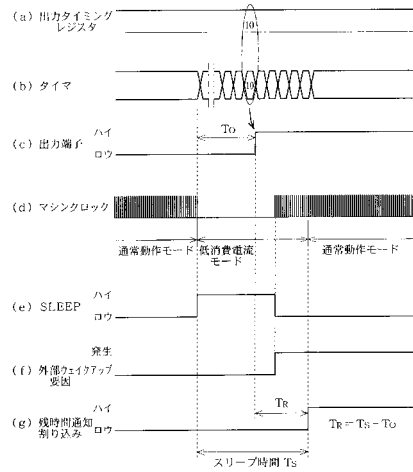 (a) 出力タイミング
レジスタ
10
(b) タイマ
10
ハイ
To
(c) 出力端子
ロウ
(d) マシンクロック
通常動作モード
低消費電流
モード
通常動作モード
ハイ
(e) SLEEP
ロウ
発生
(f) 外部ウェイクアップ
要因
TR
ハイ
(g) 残時間通知
割り込み
ロウ
TR=TS-TO
スリープ時間 TS